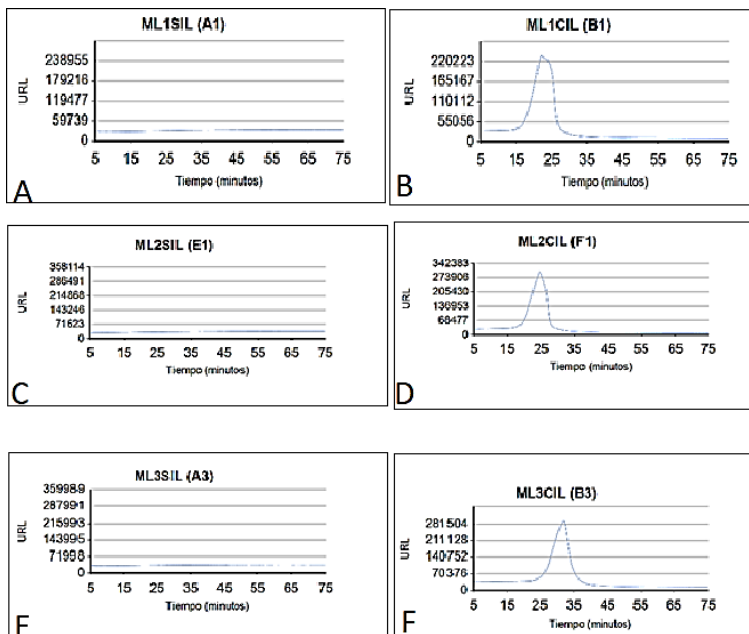 ML1SIL (A1)
URL
238955
179216
119477
59739
0
5 15 25 35 45 55 65 75
Tiempo (minutos)
A
ML1CIL (B1)
URL
220223
165167
110112
55056
0
5 15 25 35 45 55 65 75
Tiempo (minutos)
B
ML2SIL (E1)
URL
358114
286491
214868
143246
71623
0
5 15 25 35 45 55 65 75
Tiempo (minutos)
C
ML2CIL (F1)
URL
342383
273906
205430
136953
68477
0
5 15 25 35 45 55 65 75
Tiempo (minutos)
D
ML3SIL (A3)
URL
359989
287991
215993
143995
71998
0
5 15 25 35 45 55 65 75
Tiempo (minutos)
ML3CIL (B3)
URL
281504
211128
140752
70376
0
5 15 25 35 45 55 65 75
Tiempo (minutos)
F